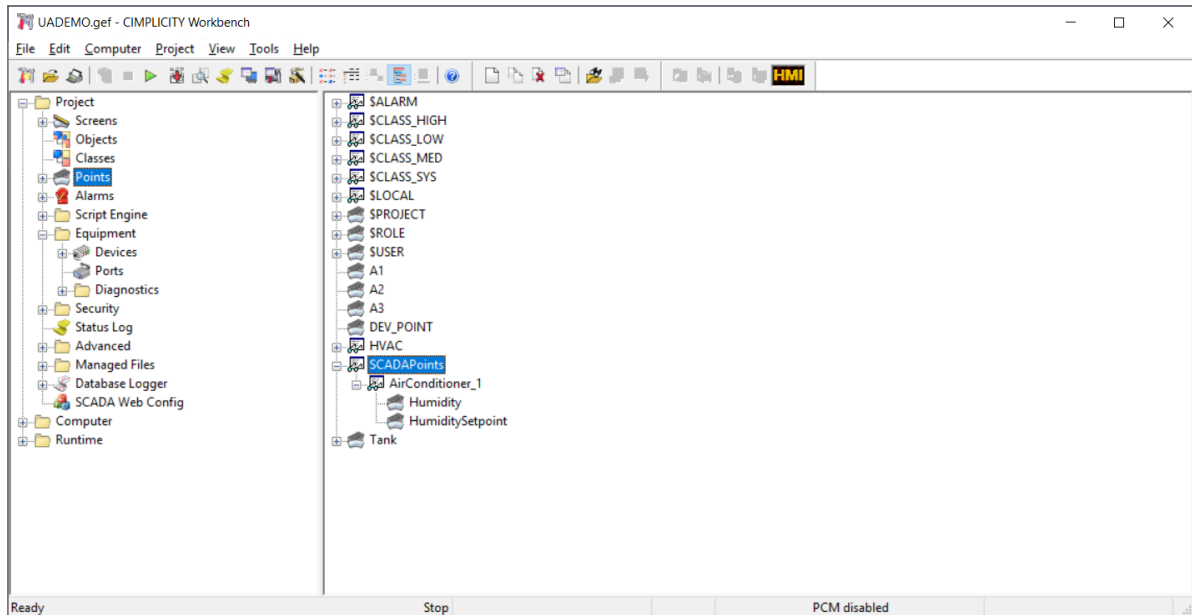 UADEMO.gef - CIMPLICITY Workbench
File Edit Computer Project View Tools Help
HMI
Project
Screens
Objects
Classes
Points
Alarms
Script Engine
Equipment
Devices
Ports
Diagnostics
Security
Status Log
Advanced
Managed Files
Database Logger
SCADA Web Config
Computer
Runtime
$ALARM
$CLASS_HIGH
$CLASS_LOW
$CLASS_MED
$CLASS_SYS
$LOCAL
$PROJECT
$ROLE
$USER
A1
A2
A3
DEV_POINT
HVAC
SCADAPoints
AirConditioner_1
Humidity
HumiditySetpoint
Tank
Ready Stop PCM disabled